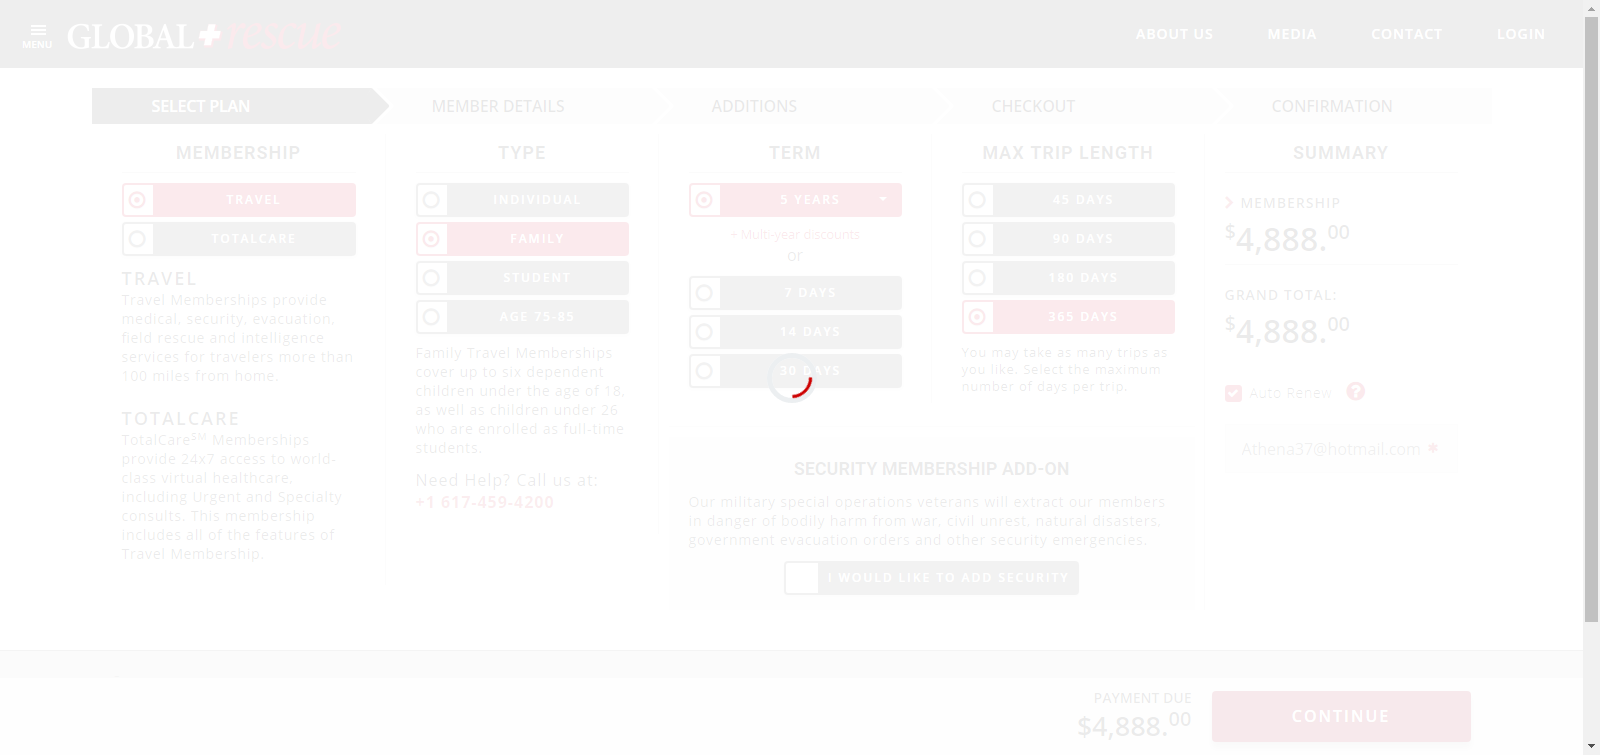 MENU
GLOBAL rescue
ABOUT US
MEDIA
CONTACT
LOGIN
SELECT PLAN
MEMBER DETAILS
ADDITIONS
CHECKOUT
CONFIRMATION
MEMBERSHIP
TRAVEL
TOTALCARE
TRAVEL
Travel Memberships provide
medical, security, evacuation,
field rescue and intelligence
services for travelers more than
100 miles from home.
TOTALCARE
TotalCareSM Memberships
provide 24x7 access to world-
class virtual healthcare,
including Urgent and Specialty
consults. This membership
includes all of the features of
Travel Membership.
TYPE
INDIVIDUAL
FAMILY
STUDENT
AGE 75-85
Family Travel Memberships
cover up to six dependent
children under the age of 18,
as well as children under 26
who are enrolled as full-time
students.
Need Help? Call us at:
+1 617-459-4200
TERM
5 YEARS
- Multi-year discounts
or
7 DAYS
14 DAYS
30 DAYS
MAX TRIP LENGTH
45 DAYS
90 DAYS
180 DAYS
365 DAYS
You may take as many trips as
you like. Select the maximum
number of days per trip.
SECURITY MEMBERSHIP ADD-ON
Our military special operations veterans will extract our members
in danger of bodily harm from war, civil unrest, natural disasters,
government evacuation orders and other security emergencies.
I WOULD LIKE TO ADD SECURITY
SUMMARY
MEMBERSHIP
$4,888.00
GRAND TOTAL:
$4,888.00
Auto Renew ?
Athena37@hotmail.com *
PAYMENT DUE
$4,888.00
CONTINUE